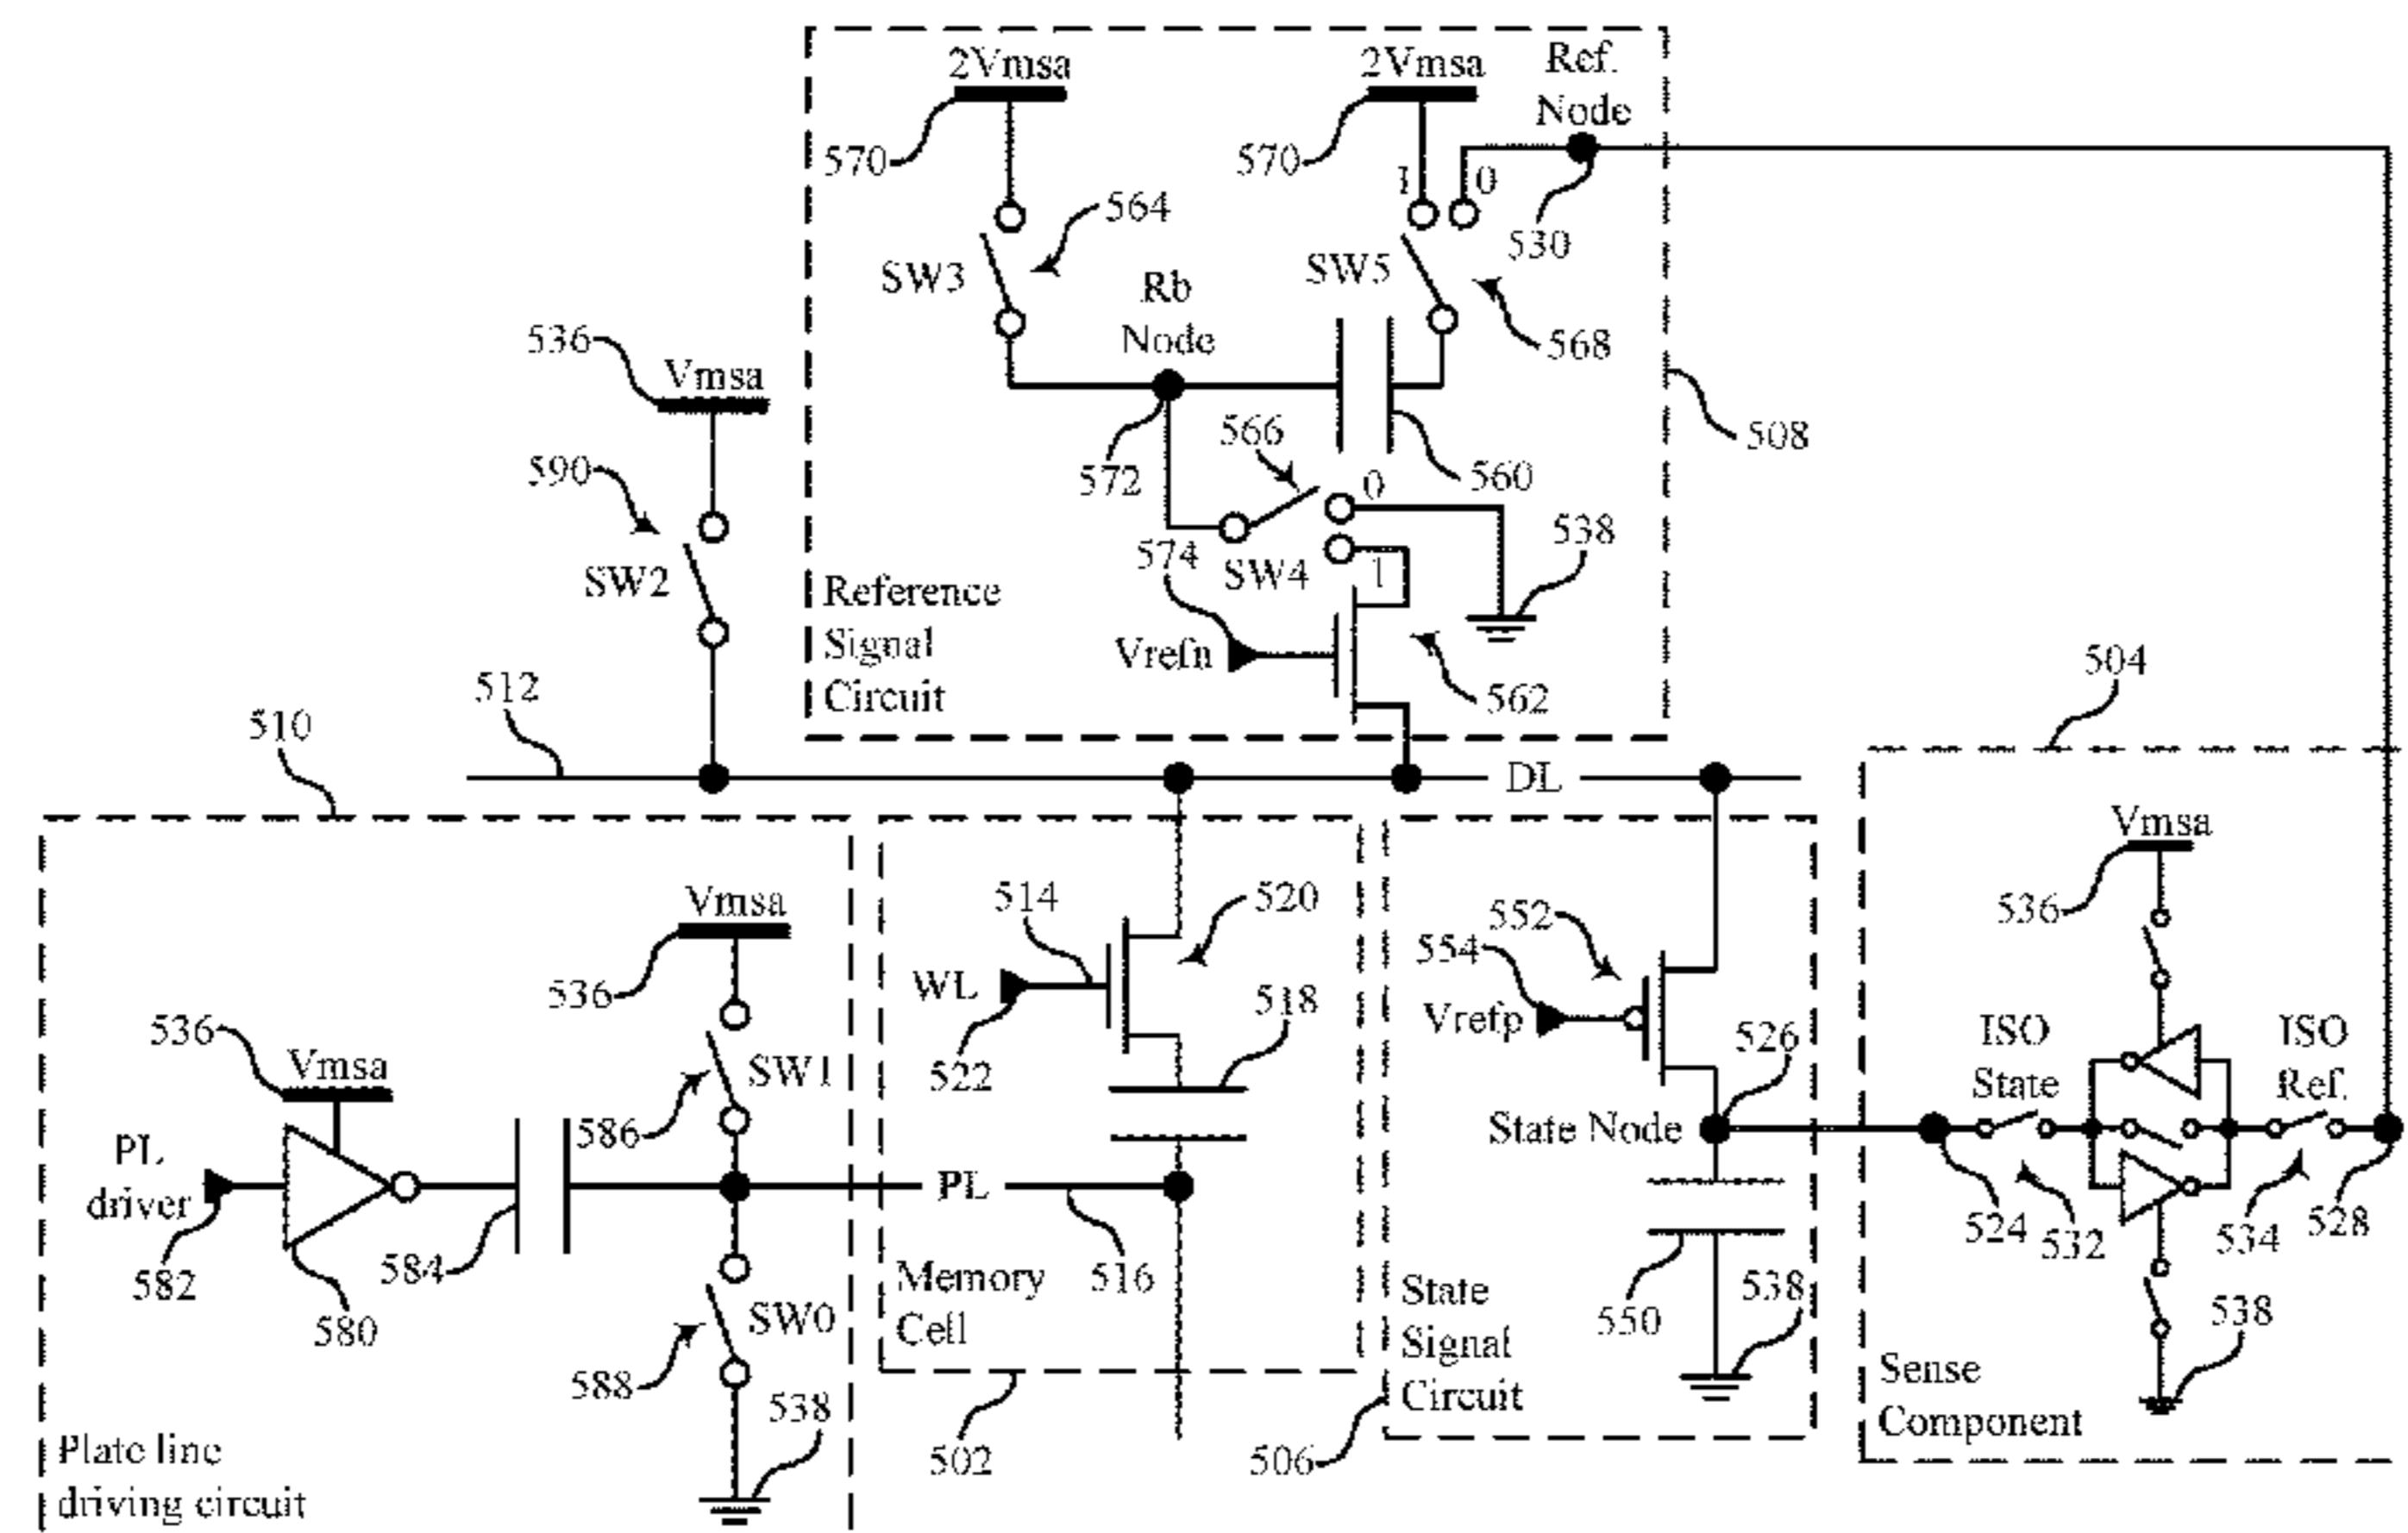 2Vmsa
2Vmsa
Ref.
Node
570
570
1
0
564
530
SW3
SW5
Rb
Node
568
536
Vmsa
566
508
590
572
0
560
538
574
SW4
1
SW2
Reference
Signal
Circuit
Vrefn
562
504
512
510
DL
Vmsa
Vmsa
514
520
552
536
554
WL
518
536
Vrefp
ISO
State
ISO
Ref.
536
Vmsa
522
526
SW1
PL
driver
586
State Node
PL
524
532
534
528
582
584
516
Memory
Cell
580
SW0
State
Signal
Circuit
550
538
538
588
538
Sense
Component
Plate line
driving circuit
502
506